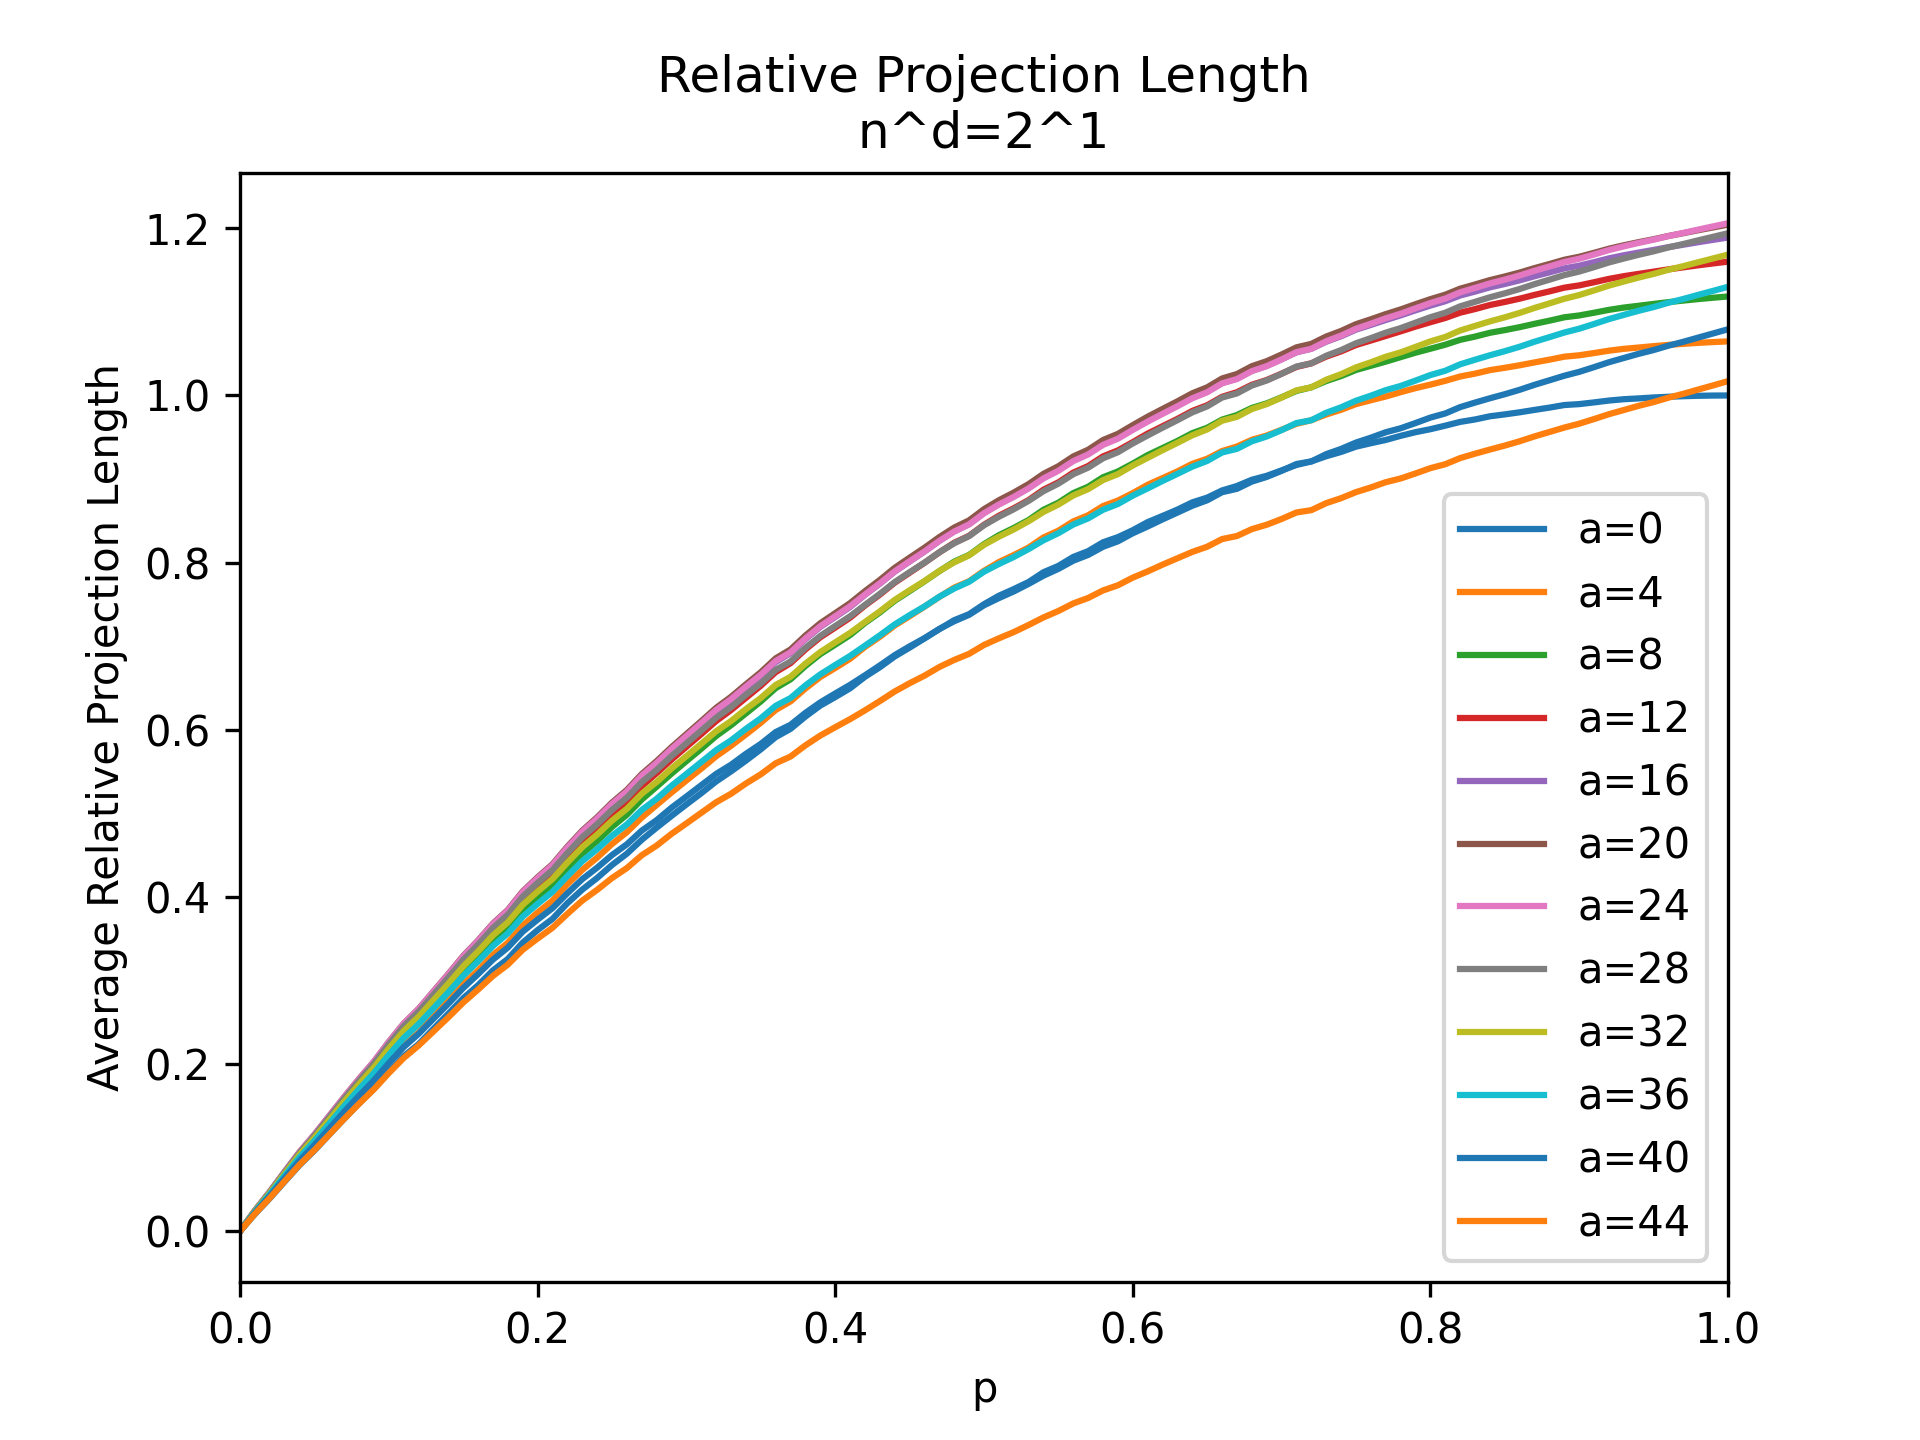 Relative Projection Length
n^d=2^1
Average Relative Projection Length
1.2
1.0
0.8
0.6
0.4
0.2
0.0
a=0
a=4
a=8
a=12
a=16
a=20
a=24
a=28
a=32
a=36
a=40
a=44
0.0 0.2 0.4 0.6 0.8 1.0
p